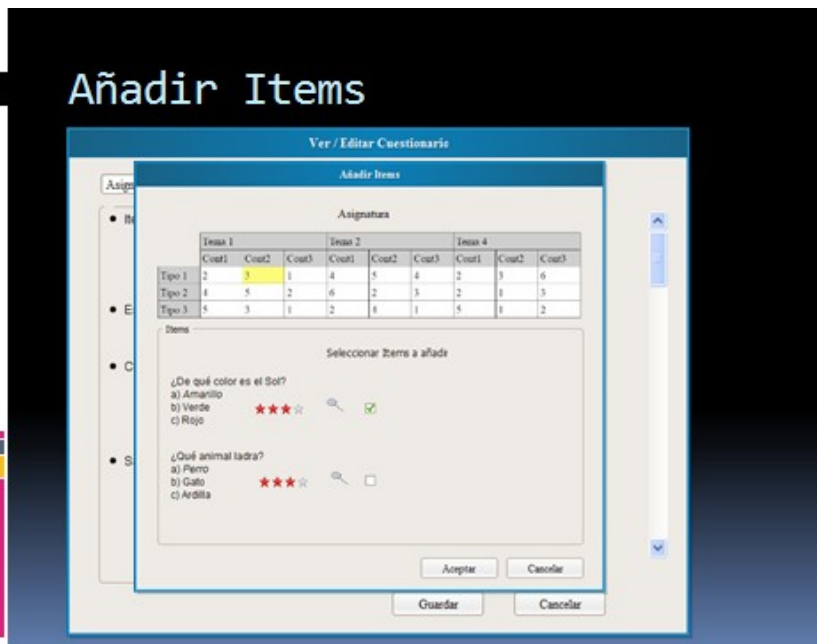 Añadir Items
Ver / Editar Cuestionario
Añadir Items
Asign
Asignatura
Tema 1 Tema 2 Tema 4
Cont1 Cont2 Cont3 Cont1 Cont2 Cont3 Cont1 Cont2 Cont3
Tipo 1 2 3 1 4 5 4 2 3 6
Tipo 2 4 5 2 6 2 3 2 1 3
Tipo 3 5 3 1 2 4 1 5 1 2
Items
Seleccionar Items a añadir
¿De qué color es el Sol?
a) Amarillo
b) Verde
c) Rojo
¿Qué animal ladra?
a) Perro
b) Gato
c) Ardilla
Aceptar Cancelar
Guardar Cancelar